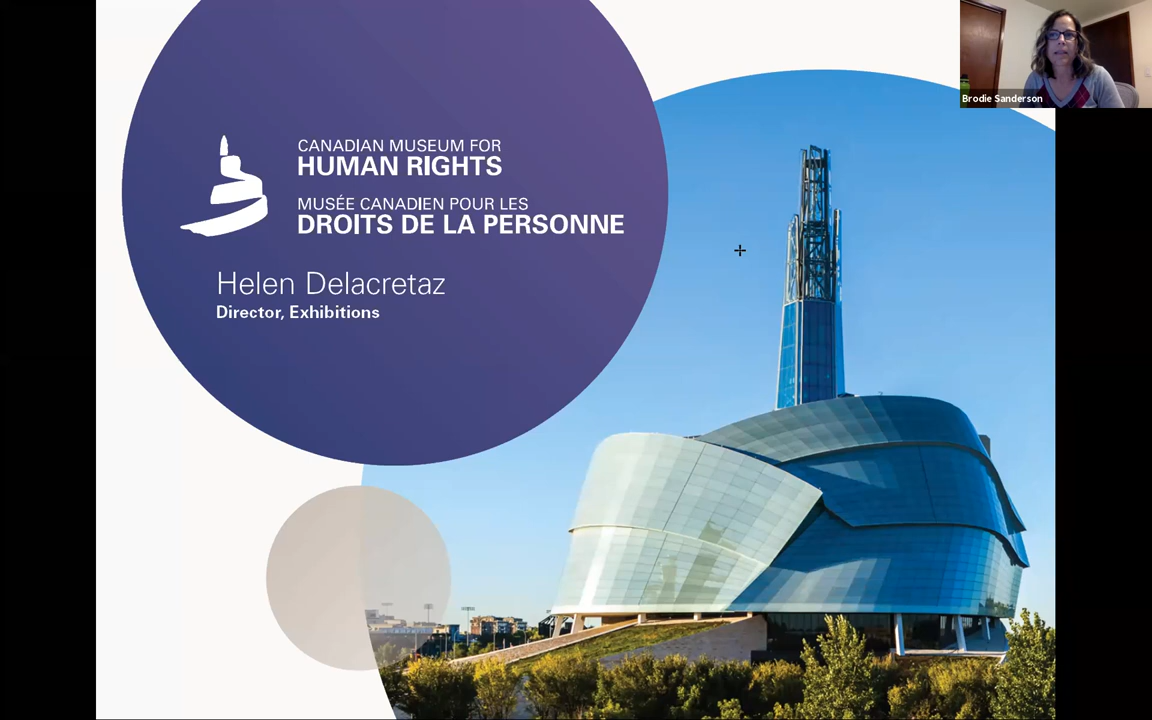 CANADIAN MUSEUM FOR
HUMAN RIGHTS
MUSÉE CANADIEN POUR LES
DROITS DE LA PERSONNE
Helen Delacretaz
Director, Exhibitions
Brodie Sanderson